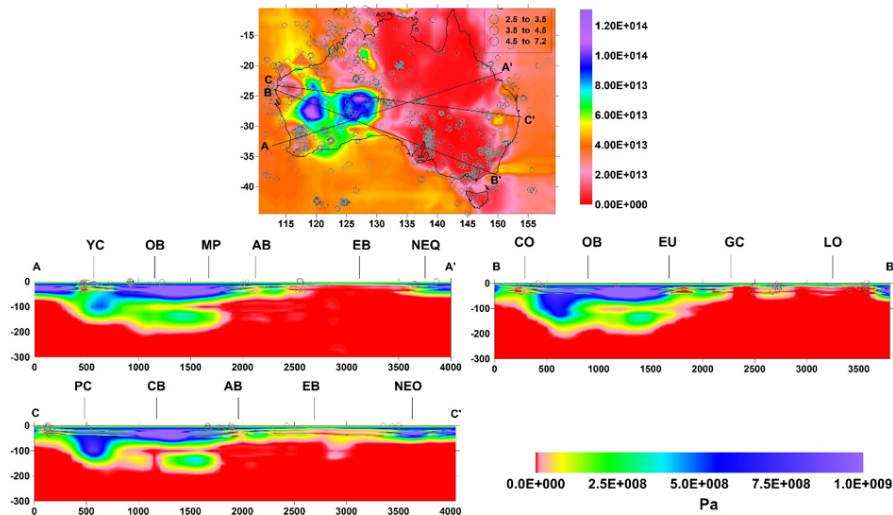 2.5 to 3.5
3.5 to 4.5
4.5 to 7.2
1.20E+014
1.00E+014
8.00E+013
6.00E+013
4.00E+013
2.00E+013
0.00E+000
-15
-20
-25
-30
-35
-40
115 120 125 130 135 140 145 150 155
A A'
B B'
C C'
YC OB MP AB EB NEQ
A A'
0
-100
-200
-300
0 500 1000 1500 2000 2500 3000 3500 4000
CO OB EU GC LO
B B
0
-100
-200
-300
0 500 1000 1500 2000 2500 3000 3500 38
PC CB AB EB NEO
C C'
0
-100
-200
-300
0 500 1000 1500 2000 2500 3000 3500 4000
0.0E+000 2.5E+008 5.0E+008 7.5E+008 1.0E+009
Pa